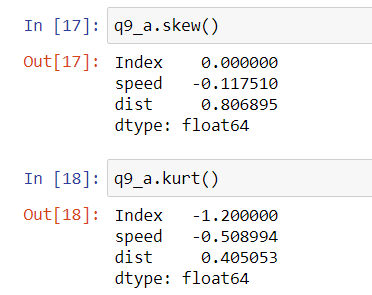 In [17]: q9_a.skew()
Out[17]: Index    0.000000
speed   -0.117510
dist     0.806895
dtype: float64
In [18]: q9_a.kurt()
Out[18]: Index   -1.200000
speed   -0.508994
dist     0.405053
dtype: float64